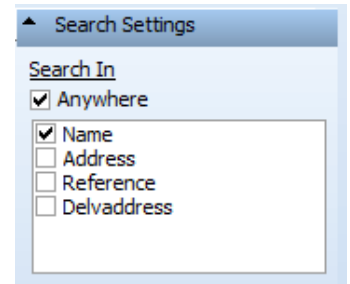 Search Settings
Search In
Anywhere
Name
Address
Reference
Delvaddress